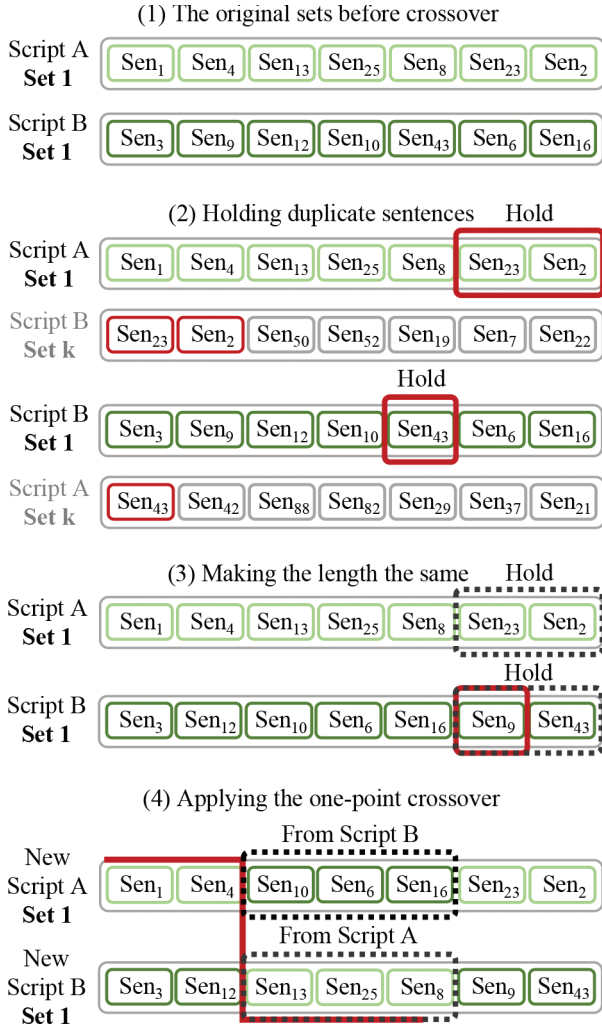 (1) The original sets before crossover
Script A
Set 1
Sen1 Sen4 Sen13 Sen25 Sen8 Sen23 Sen2
Script B
Set 1
Sen3 Sen9 Sen12 Sen10 Sen43 Sen6 Sen16
(2) Holding duplicate sentences Hold
Script A
Set 1
Sen1 Sen4 Sen13 Sen25 Sen8 Sen23 Sen2
Script B
Set k
Sen23 Sen2 Sen50 Sen52 Sen19 Sen7 Sen22
Hold
Script B
Set 1
Sen3 Sen9 Sen12 Sen10 Sen43 Sen6 Sen16
Script A
Set k
Sen43 Sen42 Sen88 Sen82 Sen29 Sen37 Sen21
(3) Making the length the same Hold
Script A
Set 1
Sen1 Sen4 Sen13 Sen25 Sen8 Sen23 Sen2
Hold
Script B
Set 1
Sen3 Sen12 Sen10 Sen6 Sen16 Sen9 Sen43
(4) Applying the one-point crossover
From Script B
New
Script A
Set 1
Sen1 Sen4 Sen10 Sen6 Sen16 Sen23 Sen2
From Script A
New
Script B
Set 1
Sen3 Sen12 Sen13 Sen25 Sen8 Sen9 Sen43